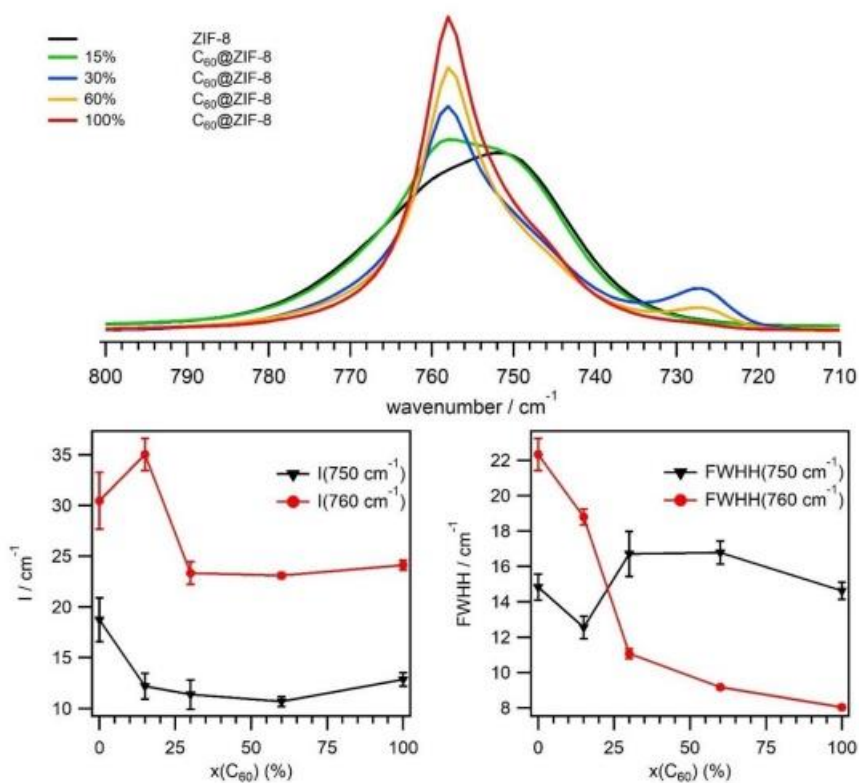 ZIF-8
15% C₆₀@ZIF-8
30% C₆₀@ZIF-8
60% C₆₀@ZIF-8
100% C₆₀@ZIF-8
800 790 780 770 760 750 740 730 720 710
wavenumber / cm⁻¹
35
30
25
20
15
10
I / cm⁻¹
I(750 cm⁻¹)
I(760 cm⁻¹)
0 25 50 75 100
x(C₆₀) (%)
22
20
18
16
14
12
10
8
FWHH / cm⁻¹
FWHH(750 cm⁻¹)
FWHH(760 cm⁻¹)
0 25 50 75 100
x(C₆₀) (%)